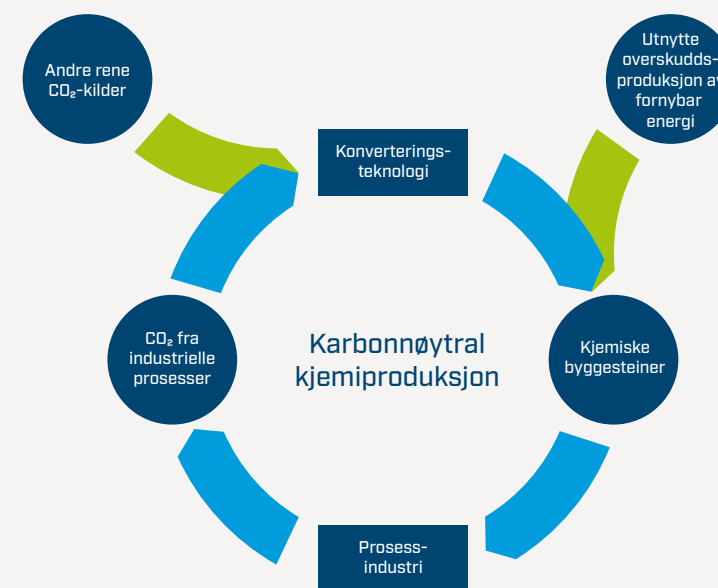 Andre rene
CO₂-kilder
Utnytte
overskudds-
produksjon av
fornybar
energi
Konverterings-
teknologi
CO₂ fra
industrielle
prosesser
Karbonnøytral
kjemiproduksjon
Kjemiske
byggesteiner
Prosess-
industri